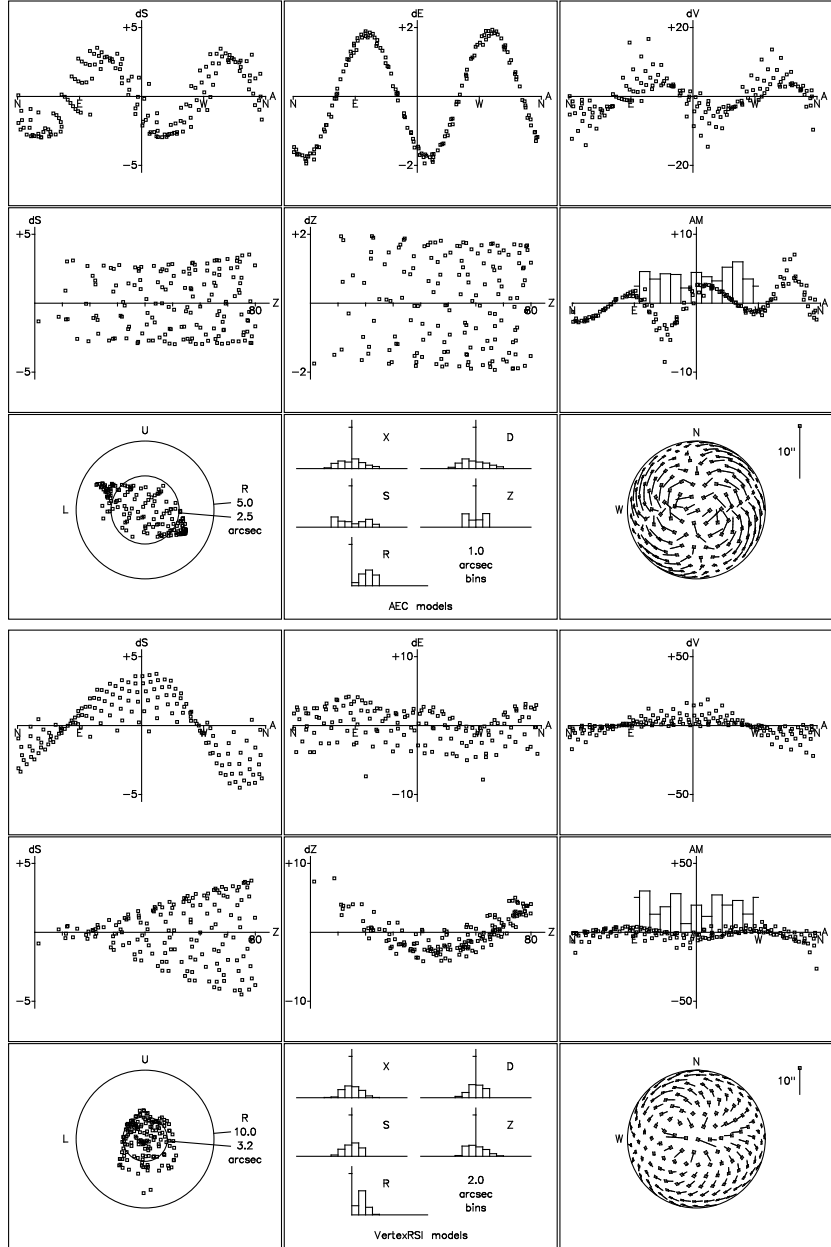 dS dE dV
+5 +2 +20
N E W N A N E W N A N E W N A
−5 −2 −20
dS dZ AM
+5 +2 +10
80 Z 80 Z N E W N A
−5 −2 −10
U X D N
10"
L R W
5.0 S Z
2.5
arcsec R 1.0
arcsec
bins
AEC models
dS dE dV
+5 +10 +50
N E W N A N E W N A N E W N A
−5 −10 −50
dS dZ AM
+5 +10 +50
80 Z 80 Z N E W N A
−5 −10 −50
U X D N
10"
L R W
10.0 S Z
3.2
arcsec R 2.0
arcsec
bins
VertexRSI models